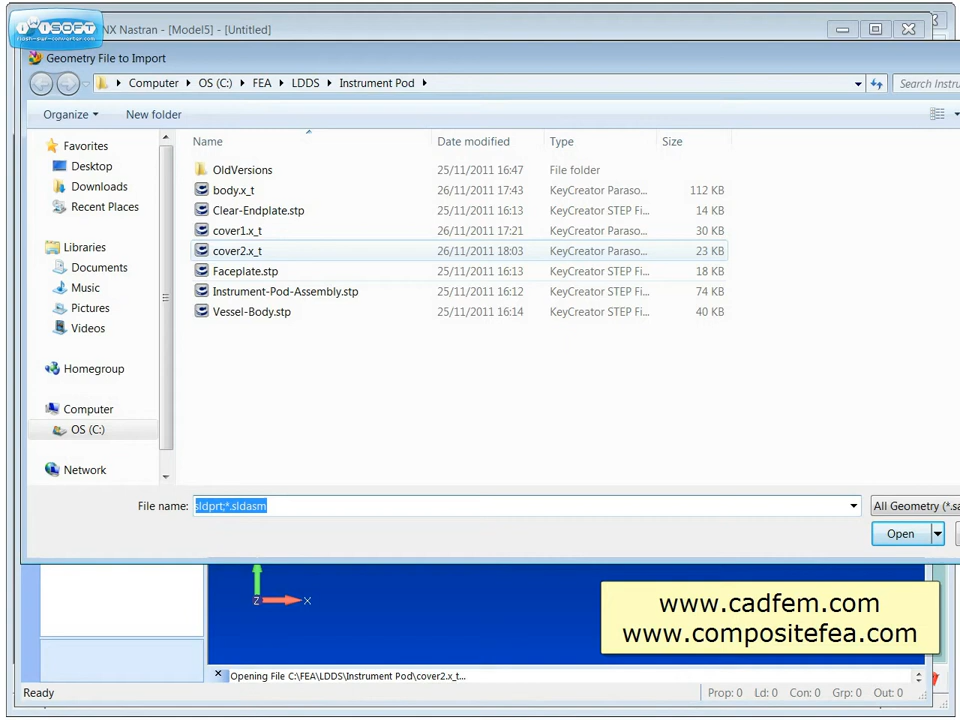 iWiSOFT
flash-swf-converter.com
NX Nastran - [Model5] - [Untitled]
Geometry File to Import
Computer OS (C:) FEA LDDS Instrument Pod
Search Instru
Organize New folder
Favorites
Desktop
Downloads
Recent Places
Libraries
Documents
Music
Pictures
Videos
Homegroup
Computer
OS (C:)
Network
Name Date modified Type Size
OldVersions 25/11/2011 16:47 File folder
body.x_t 26/11/2011 17:43 KeyCreator Paraso... 112 KB
Clear-Endplate.stp 25/11/2011 16:13 KeyCreator STEP Fi... 14 KB
cover1.x_t 26/11/2011 17:21 KeyCreator Paraso... 30 KB
cover2.x_t 26/11/2011 18:03 KeyCreator Paraso... 23 KB
Faceplate.stp 25/11/2011 16:13 KeyCreator STEP Fi... 18 KB
Instrument-Pod-Assembly.stp 25/11/2011 16:12 KeyCreator STEP Fi... 74 KB
Vessel-Body.stp 25/11/2011 16:14 KeyCreator STEP Fi... 40 KB
File name: sldprt;*.sldasm All Geometry (*.sa
Open
Z X
www.cadfem.com
www.compositefea.com
Opening File C:\FEA\LDDS\Instrument Pod\cover2.x_t...
Ready Prop: 0 Ld: 0 Con: 0 Grp: 0 Out: 0